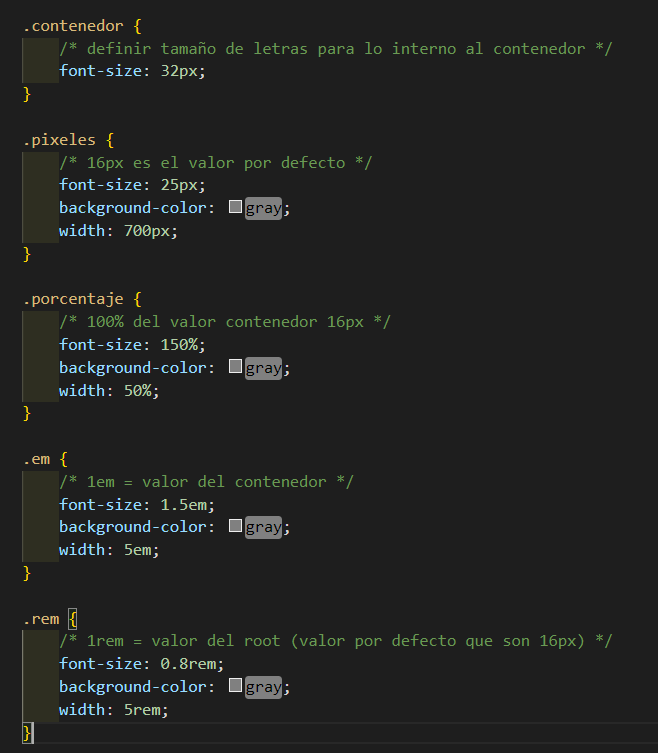 .contenedor {
/* definir tamaño de letras para lo interno al contenedor */
font-size: 32px;
}
.pixeles {
/* 16px es el valor por defecto */
font-size: 25px;
background-color: gray;
width: 700px;
}
.porcentaje {
/* 100% del valor contenedor 16px */
font-size: 150%;
background-color: gray;
width: 50%;
}
.em {
/* 1em = valor del contenedor */
font-size: 1.5em;
background-color: gray;
width: 5em;
}
.rem {
/* 1rem = valor del root (valor por defecto que son 16px) */
font-size: 0.8rem;
background-color: gray;
width: 5rem;
}